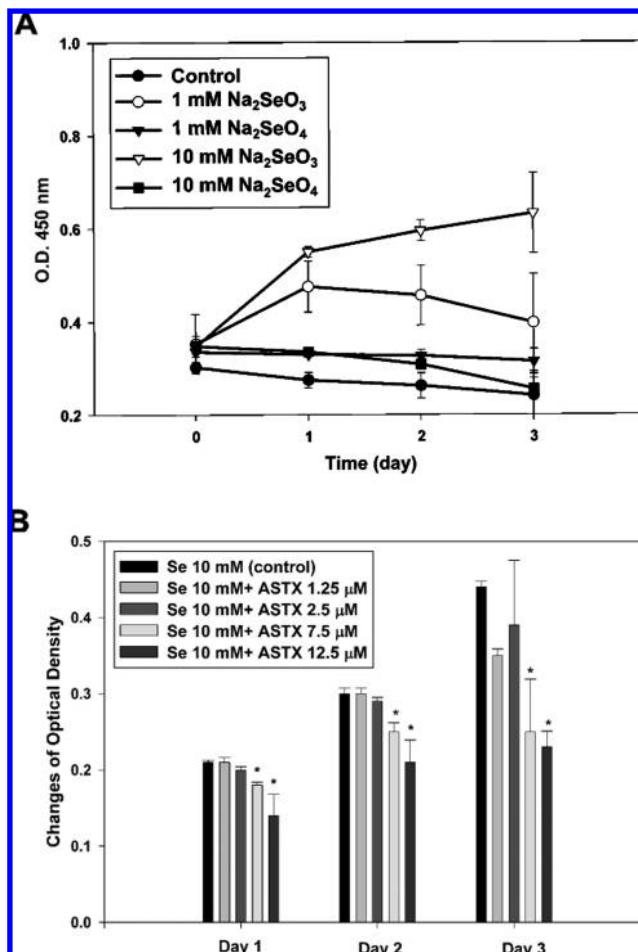 A
1.0
0.8
0.6
0.4
0.2
O.D. 450 nm
Control
1 mM Na₂SeO₃
1 mM Na₂SeO₄
10 mM Na₂SeO₃
10 mM Na₂SeO₄
0 1 2 3
Time (day)
B
0.5
0.4
0.3
0.2
0.1
0.0
Changes of Optical Density
Se 10 mM (control)
Se 10 mM+ ASTX 1.25 μM
Se 10 mM+ ASTX 2.5 μM
Se 10 mM+ ASTX 7.5 μM
Se 10 mM+ ASTX 12.5 μM
* *
* *
* *
Day 1 Day 2 Day 3